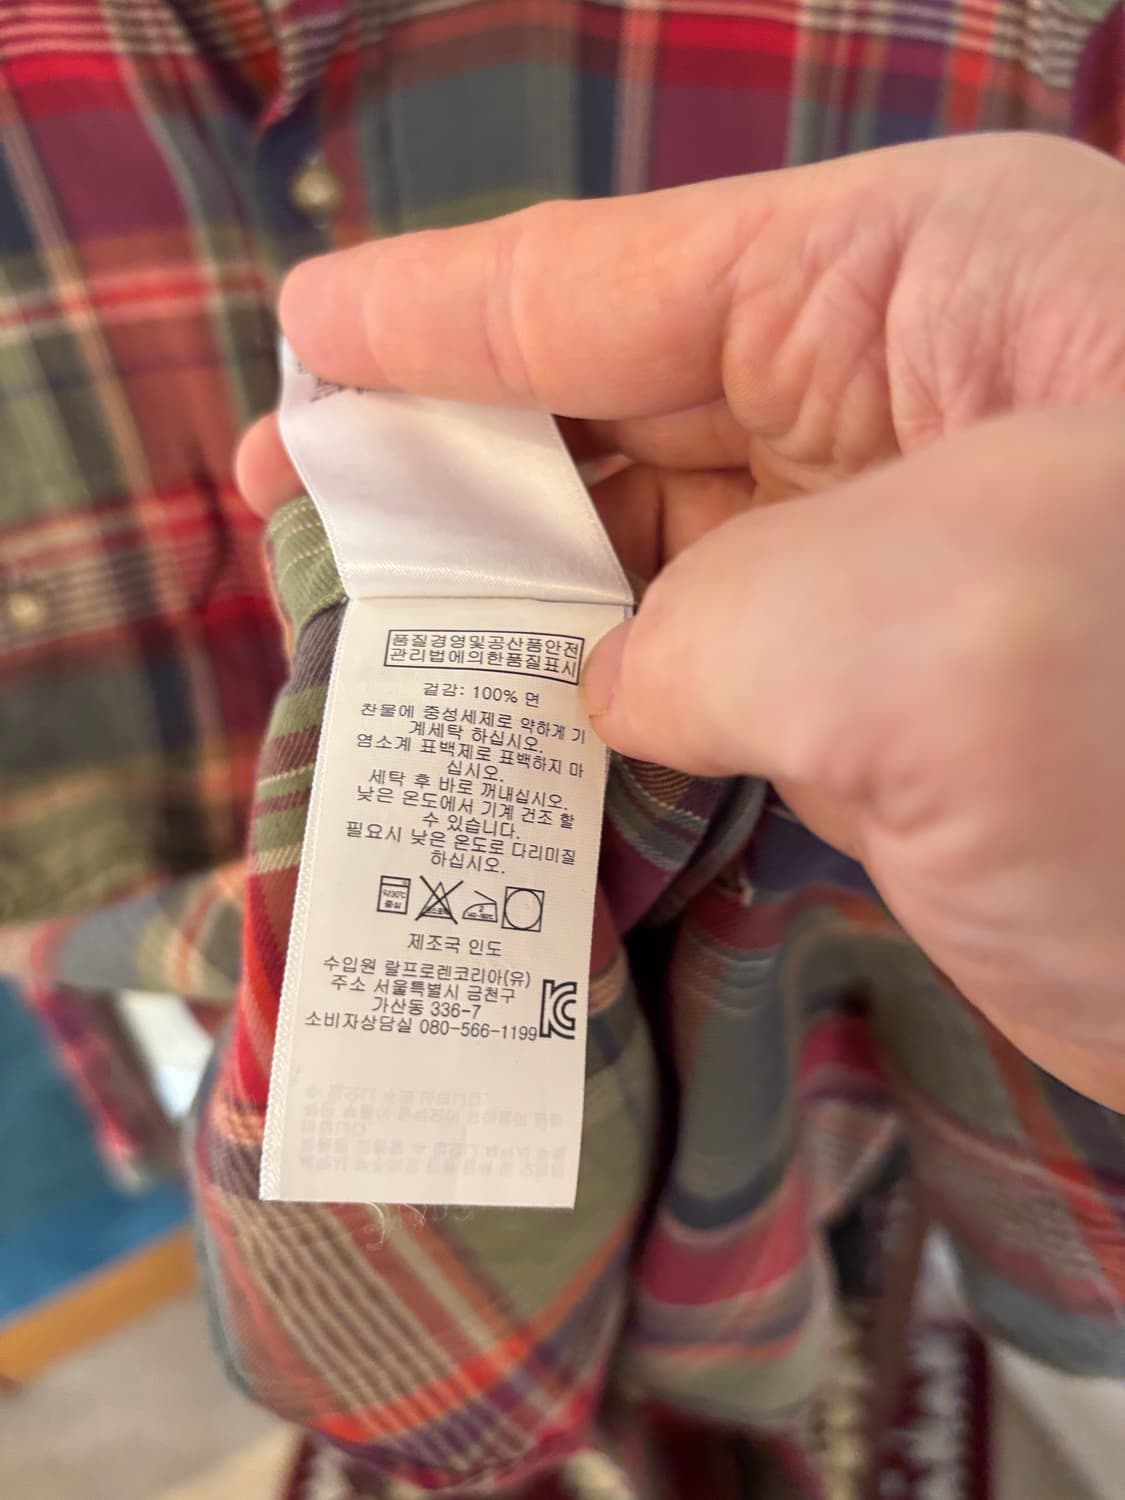 품질경영및공산품안전
관리법에의한품질표시
겉감: 100% 면
찬물에 중성세제로 약하게 기
계세탁 하십시오.
염소계 표백제로 표백하지 마
십시오.
세탁 후 바로 꺼내십시오.
낮은 온도에서 기계 건조 할
수 있습니다.
필요시 낮은 온도로 다리미질
하십시오.
약30℃
중성
제조국 인도
수입원 랄프로렌코리아(유)
주소 서울특별시 금천구
가산동 336-7
소비자상담실 080-566-1199